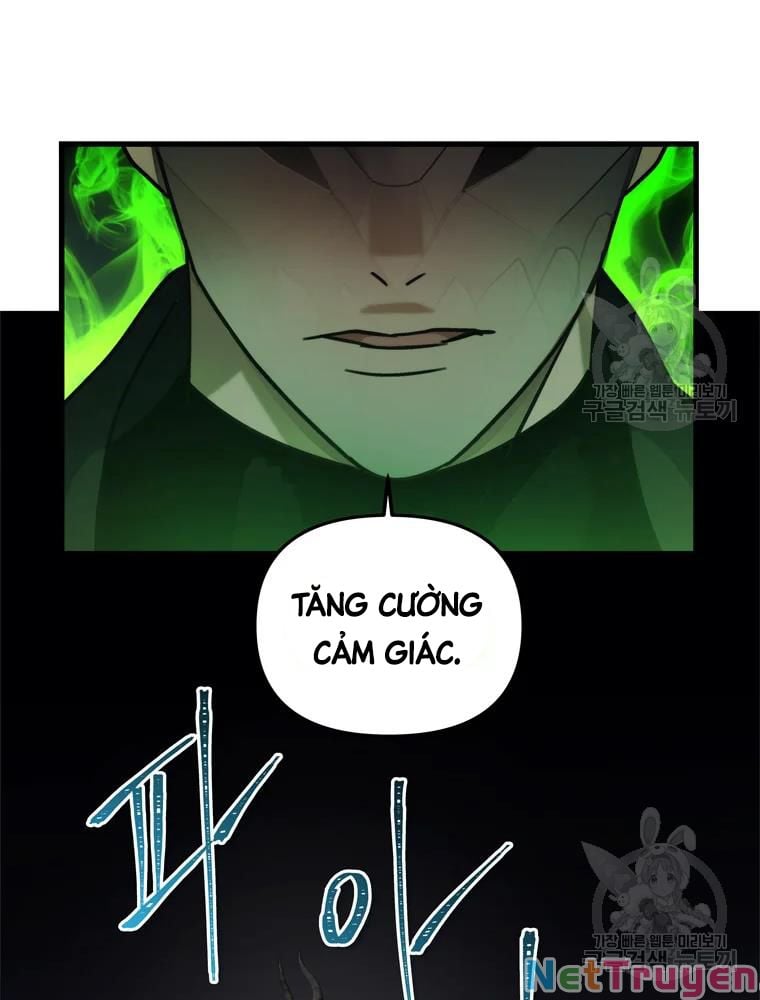 가장 빠른 웹툰 미리보기
구글검색 뉴토끼
TĂNG CƯỜNG
CẢM GIÁC.
파아
가장 빠른 웹툰 미리보기
구글검색 뉴토끼
NetTruyen